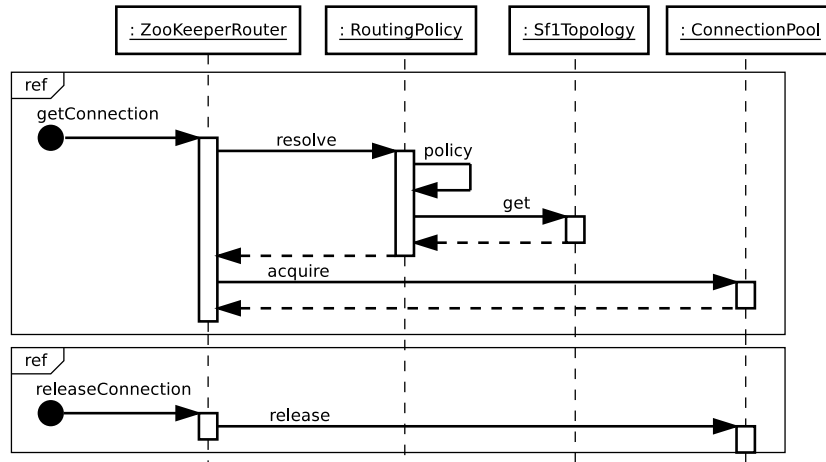 : ZooKeeperRouter
: RoutingPolicy
: Sf1Topology
: ConnectionPool
ref
getConnection
resolve
policy
get
acquire
ref
releaseConnection
release